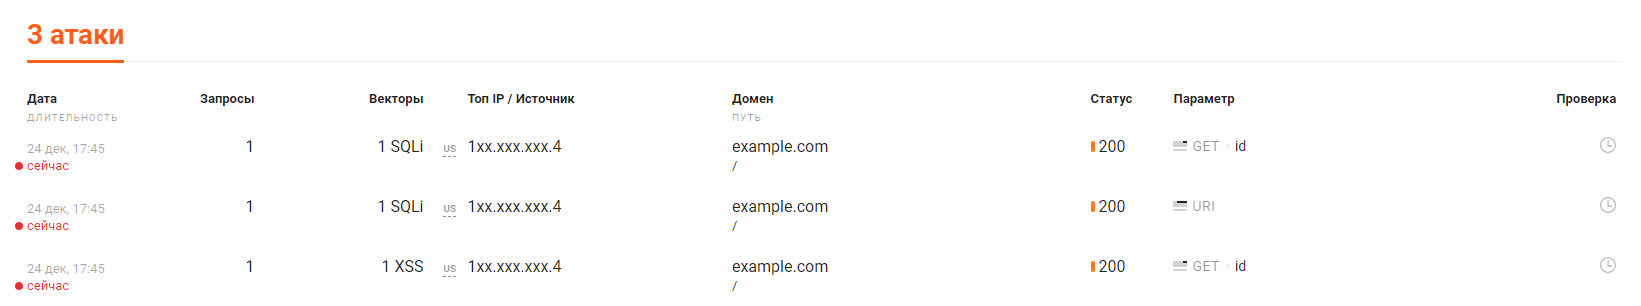 3 атаки
Дата Запросы Векторы Топ IP / Источник Домен Статус Параметр Проверка
ДЛИТЕЛЬНОСТЬ ПУТЬ
24 дек, 17:45 1 1 SQLi US 1xx.xxx.xxx.4 example.com 200 GET › id
сейчас /
24 дек, 17:45 1 1 SQLi US 1xx.xxx.xxx.4 example.com 200 URI
сейчас /
24 дек, 17:45 1 1 XSS US 1xx.xxx.xxx.4 example.com 200 GET › id
сейчас /